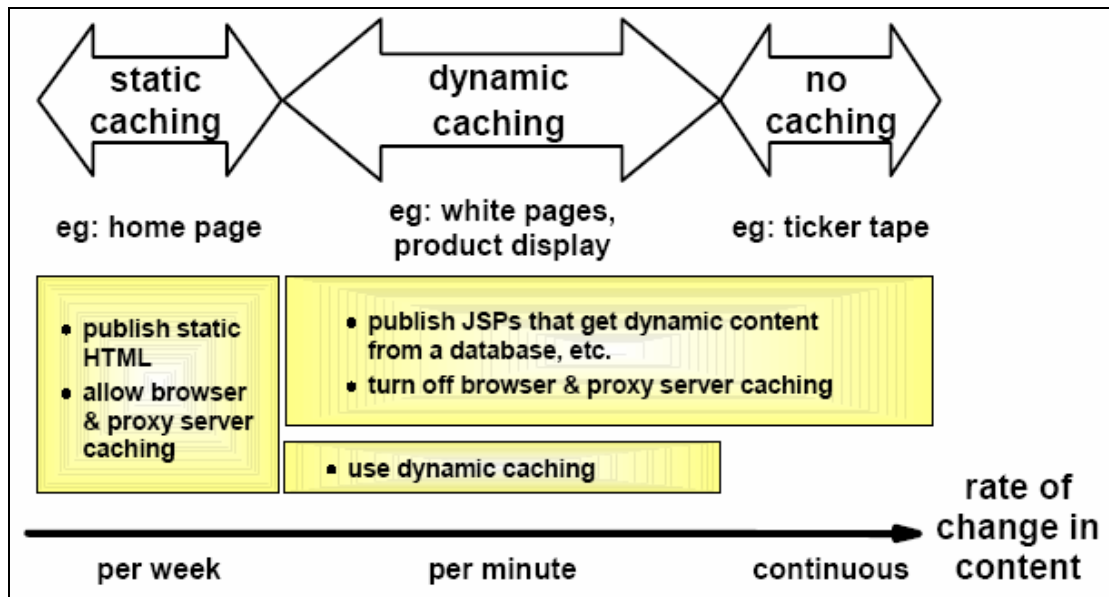 static
caching
dynamic
caching
no
caching
eg: home page
eg: white pages,
product display
eg: ticker tape
• publish static
HTML
• allow browser
& proxy server
caching
• publish JSPs that get dynamic content
from a database, etc.
• turn off browser & proxy server caching
• use dynamic caching
rate of
change in
content
per week
per minute
continuous